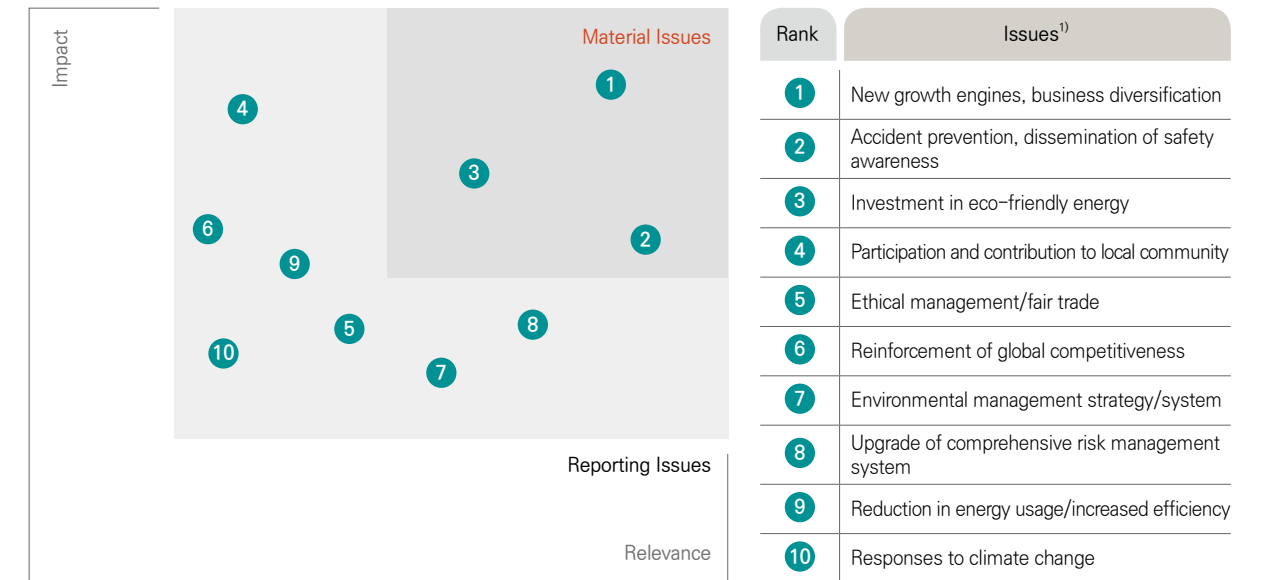 Impact
Material Issues
1
4
3
6
2
9
5
8
10
7
Reporting Issues
Relevance
Rank
Issues1)
1
New growth engines, business diversification
2
Accident prevention, dissemination of safety
awareness
3
Investment in eco-friendly energy
4
Participation and contribution to local community
5
Ethical management/fair trade
6
Reinforcement of global competitiveness
7
Environmental management strategy/system
8
Upgrade of comprehensive risk management
system
9
Reduction in energy usage/increased efficiency
10
Responses to climate change